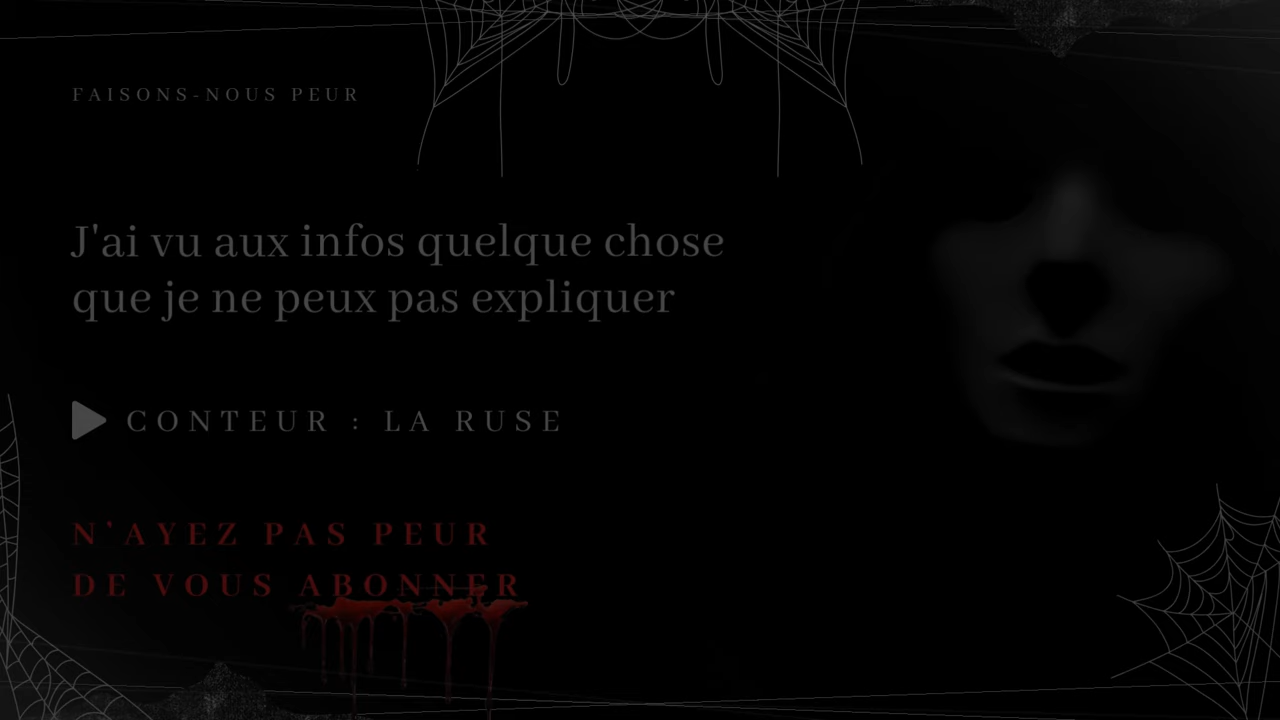 FAISONS-NOUS PEUR
J'ai vu aux infos quelque chose
que je ne peux pas expliquer
CONTEUR : LA RUSE
N'AYEZ PAS PEUR
DE VOUS ABONNER